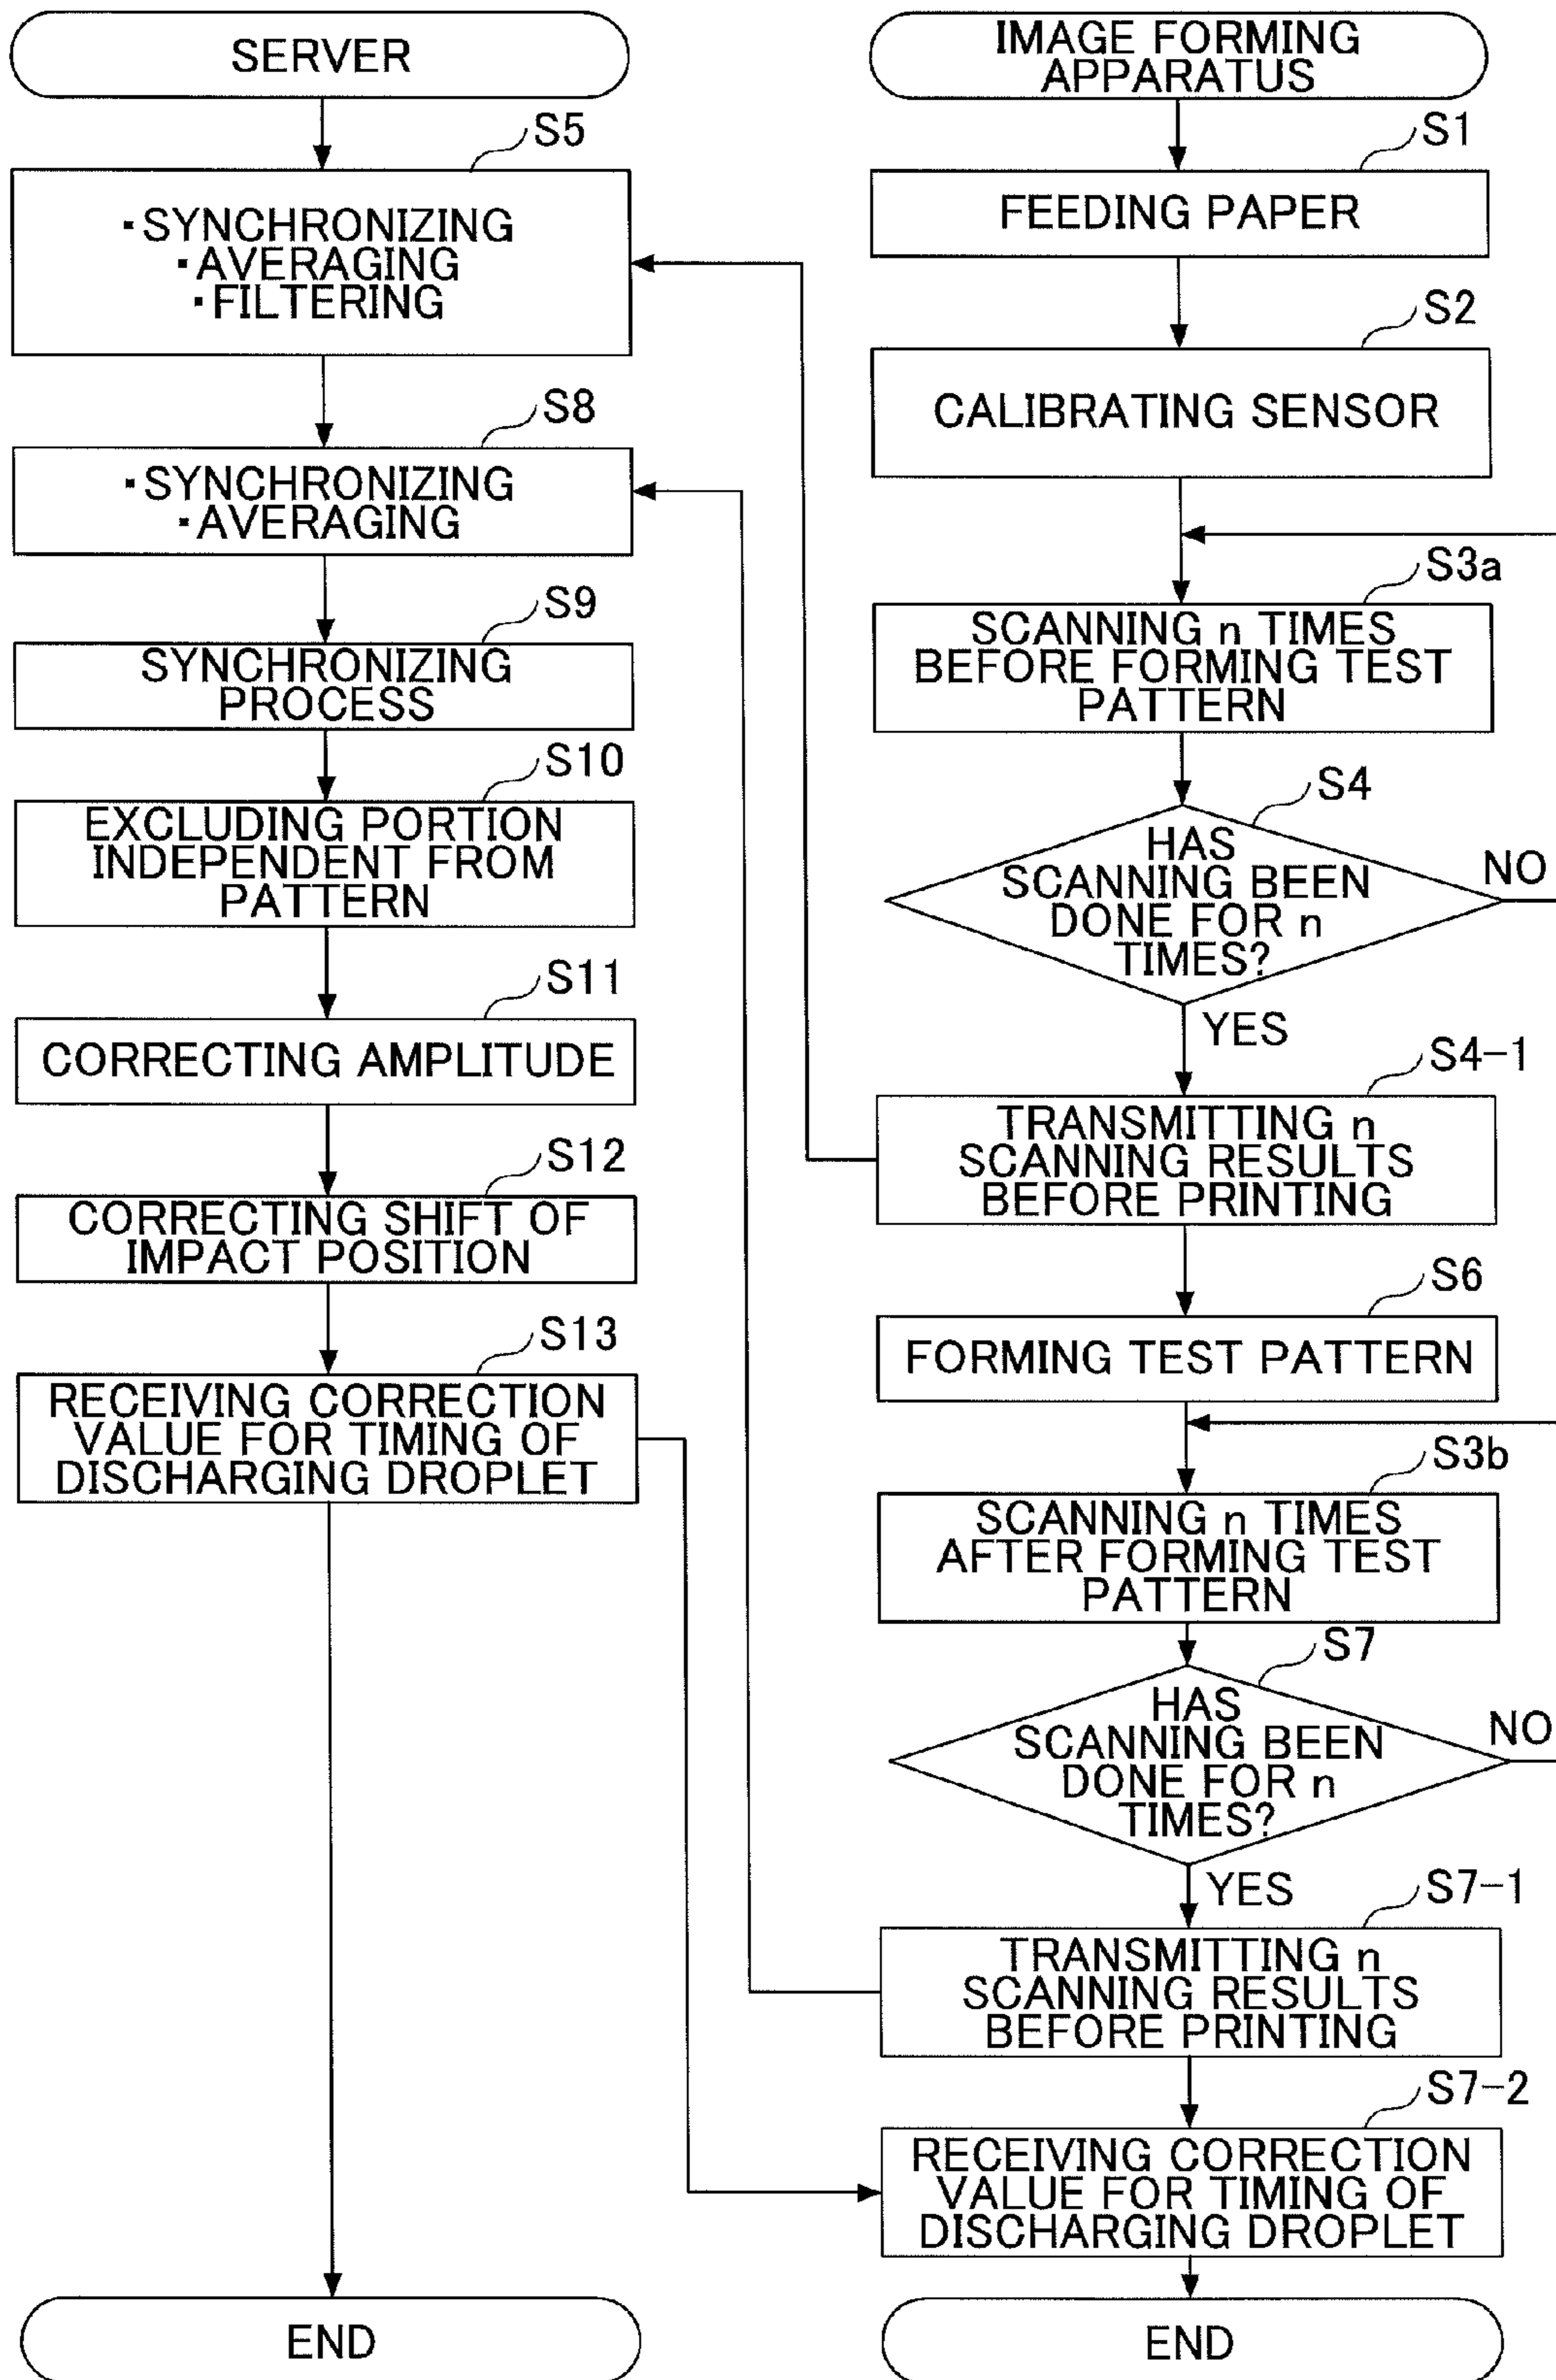 SERVER
S5
▪SYNCHRONIZING
▪AVERAGING
▪FILTERING
S8
▪SYNCHRONIZING
▪AVERAGING
S9
SYNCHRONIZING
PROCESS
S10
EXCLUDING PORTION
INDEPENDENT FROM
PATTERN
S11
CORRECTING AMPLITUDE
S12
CORRECTING SHIFT OF
IMPACT POSITION
S13
RECEIVING CORRECTION
VALUE FOR TIMING OF
DISCHARGING DROPLET
END
IMAGE FORMING
APPARATUS
S1
FEEDING PAPER
S2
CALIBRATING SENSOR
S3a
SCANNING n TIMES
BEFORE FORMING TEST
PATTERN
S4
HAS
SCANNING BEEN
DONE FOR n
TIMES?
NO
YES
S4-1
TRANSMITTING n
SCANNING RESULTS
BEFORE PRINTING
S6
FORMING TEST PATTERN
S3b
SCANNING n TIMES
AFTER FORMING TEST
PATTERN
S7
HAS
SCANNING BEEN
DONE FOR n
TIMES?
NO
YES
S7-1
TRANSMITTING n
SCANNING RESULTS
BEFORE PRINTING
S7-2
RECEIVING CORRECTION
VALUE FOR TIMING OF
DISCHARGING DROPLET
END